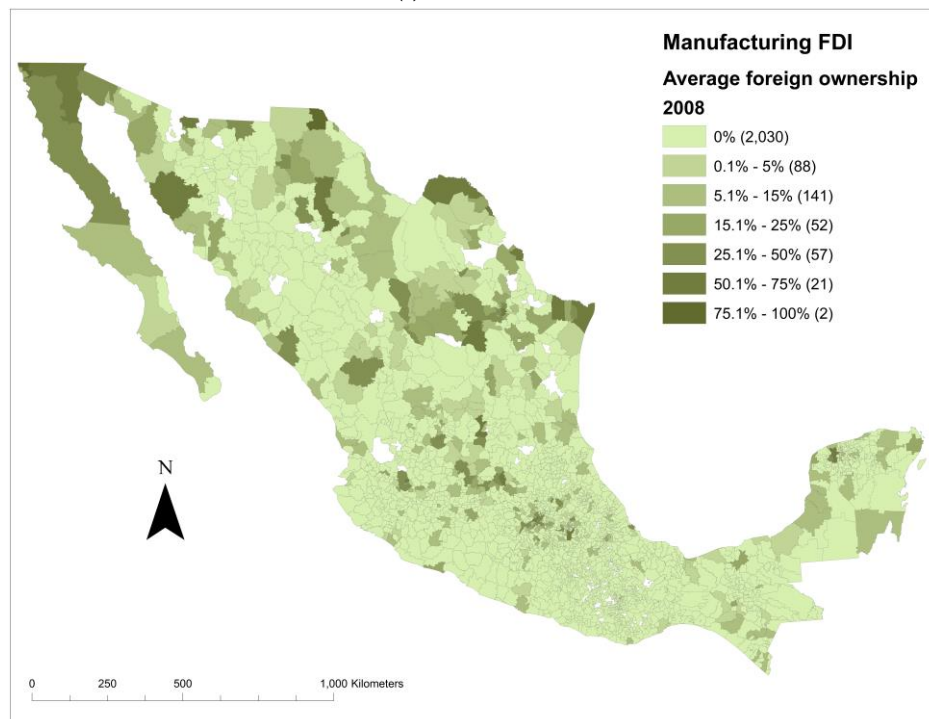 Manufacturing FDI
Average foreign ownership
2008
0% (2,030)
0.1% - 5% (88)
5.1% - 15% (141)
15.1% - 25% (52)
25.1% - 50% (57)
50.1% - 75% (21)
75.1% - 100% (2)
N
0 250 500 1,000 Kilometers